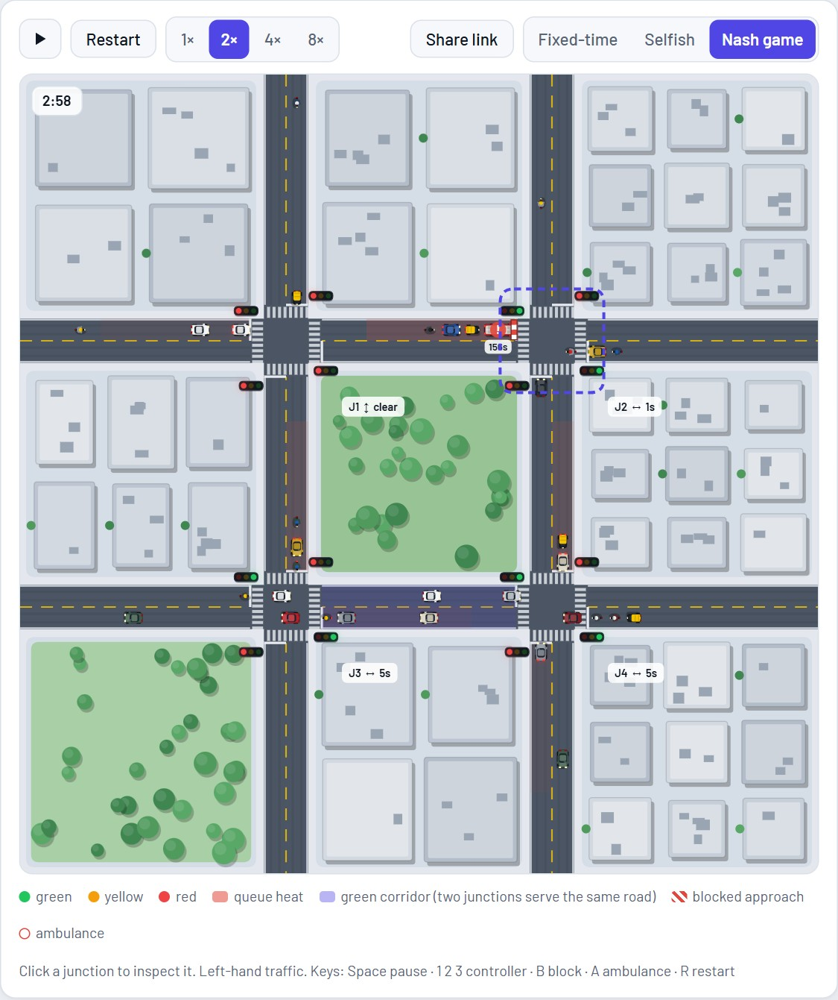 Restart
1×
2×
4×
8×
Share link
Fixed-time
Selfish
Nash game
2:58
J1 ↕ clear
J2 ↔ 1s
J3 ↔ 5s
J4 ↔ 5s
green
yellow
red
queue heat
green corridor (two junctions serve the same road)
blocked approach
ambulance
Click a junction to inspect it. Left-hand traffic. Keys: Space pause · 1 2 3 controller · B block · A ambulance · R restart